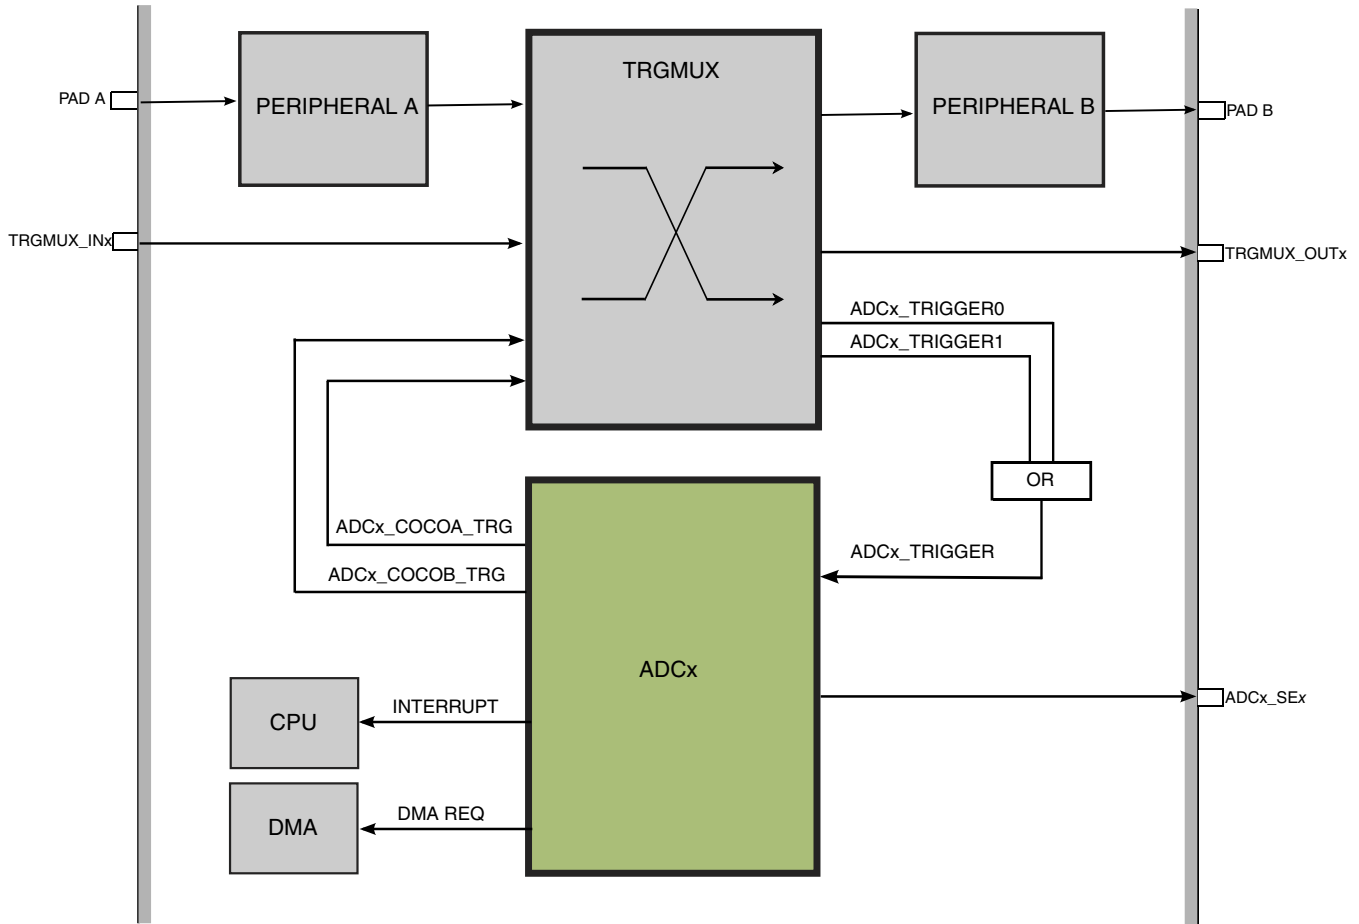 TRGMUX
PAD A
PERIPHERAL A
PERIPHERAL B
PAD B
TRGMUX_INx
TRGMUX_OUTx
ADCx_TRIGGER0
ADCx_TRIGGER1
OR
ADCx_COCOA_TRG
ADCx_TRIGGER
ADCx_COCOB_TRG
ADCx
ADCx_SEx
INTERRUPT
CPU
DMA REQ
DMA